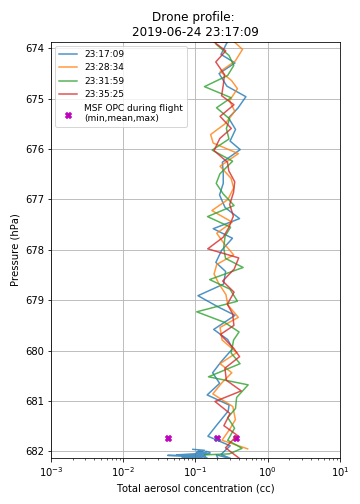 Drone profile:
2019-06-24 23:17:09
23:17:09
23:28:34
23:31:59
23:35:25
MSF OPC during flight
(min,mean,max)
674
675
676
677
678
679
680
681
682
Pressure (hPa)
10⁻³ 10⁻² 10⁻¹ 10⁰ 10¹
Total aerosol concentration (cc)